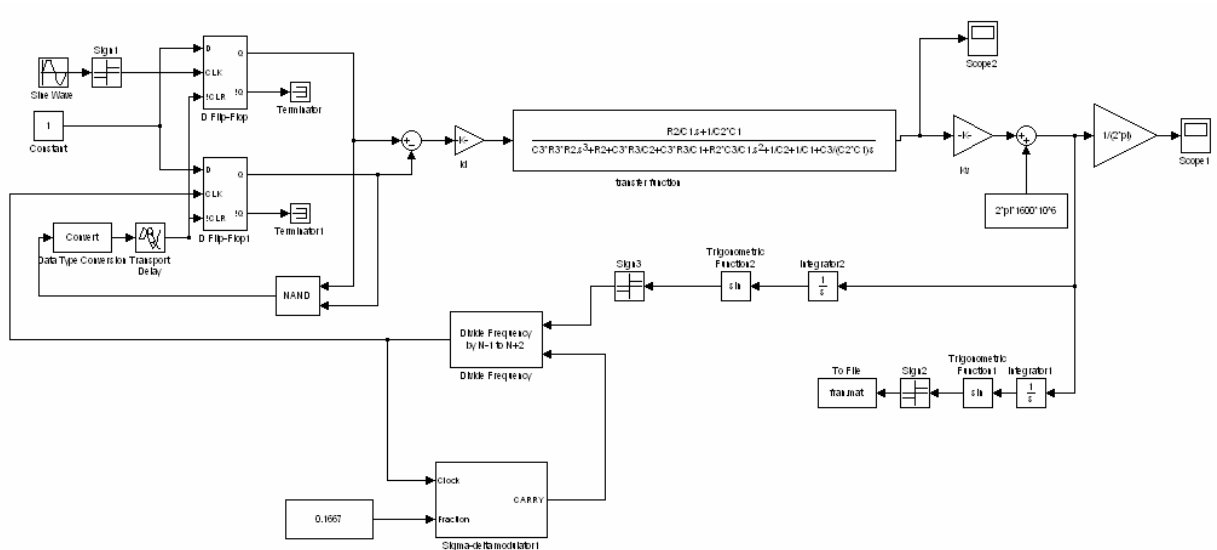 Sine Wave
Sign1
1
Constant
D
CLK
!CLR
Q
!Q
D Flip-Flop
Terminator
D
CLK
!CLR
Q
!Q
D Flip-Flop1
Terminator1
Convert
Data Type Conversion
Transport
Delay
NAND
-K-
R2/C1.s+1/C2*C1
C3*R3*R2.s³+R2+C3*R3/C2+C3*R3/C1+R2*C3/C1.s²+1/C2+1/C1+C3/(C2*C1)s
transfer function
Scope2
-K-
2*pi*1600*10^6
1/(2*pi)
Scope1
Sign3
Trigonometric
Function2
sin
Integrator2
1
s
Divide Frequency
by N-1 to N+2
Divide Frequency
To File
fran.mat
Sign2
Trigonometric
Function1
sin
Integrator1
1
s
0.1667
Clock
Fraction
CARRY
Sigma-delta modulator1